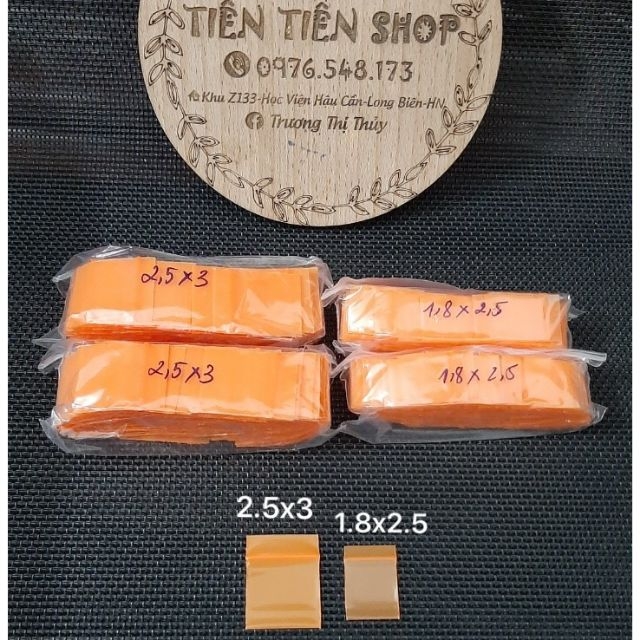 TIÊN TIÊN SHOP
0976.548.173
Khu Z133-Học Viện Hậu Cần-Long Biên-HN
Trương Thị Thủy
2,5x3
1,8x2,5
2,5x3
1,8x2,5
2.5x3
1.8x2.5